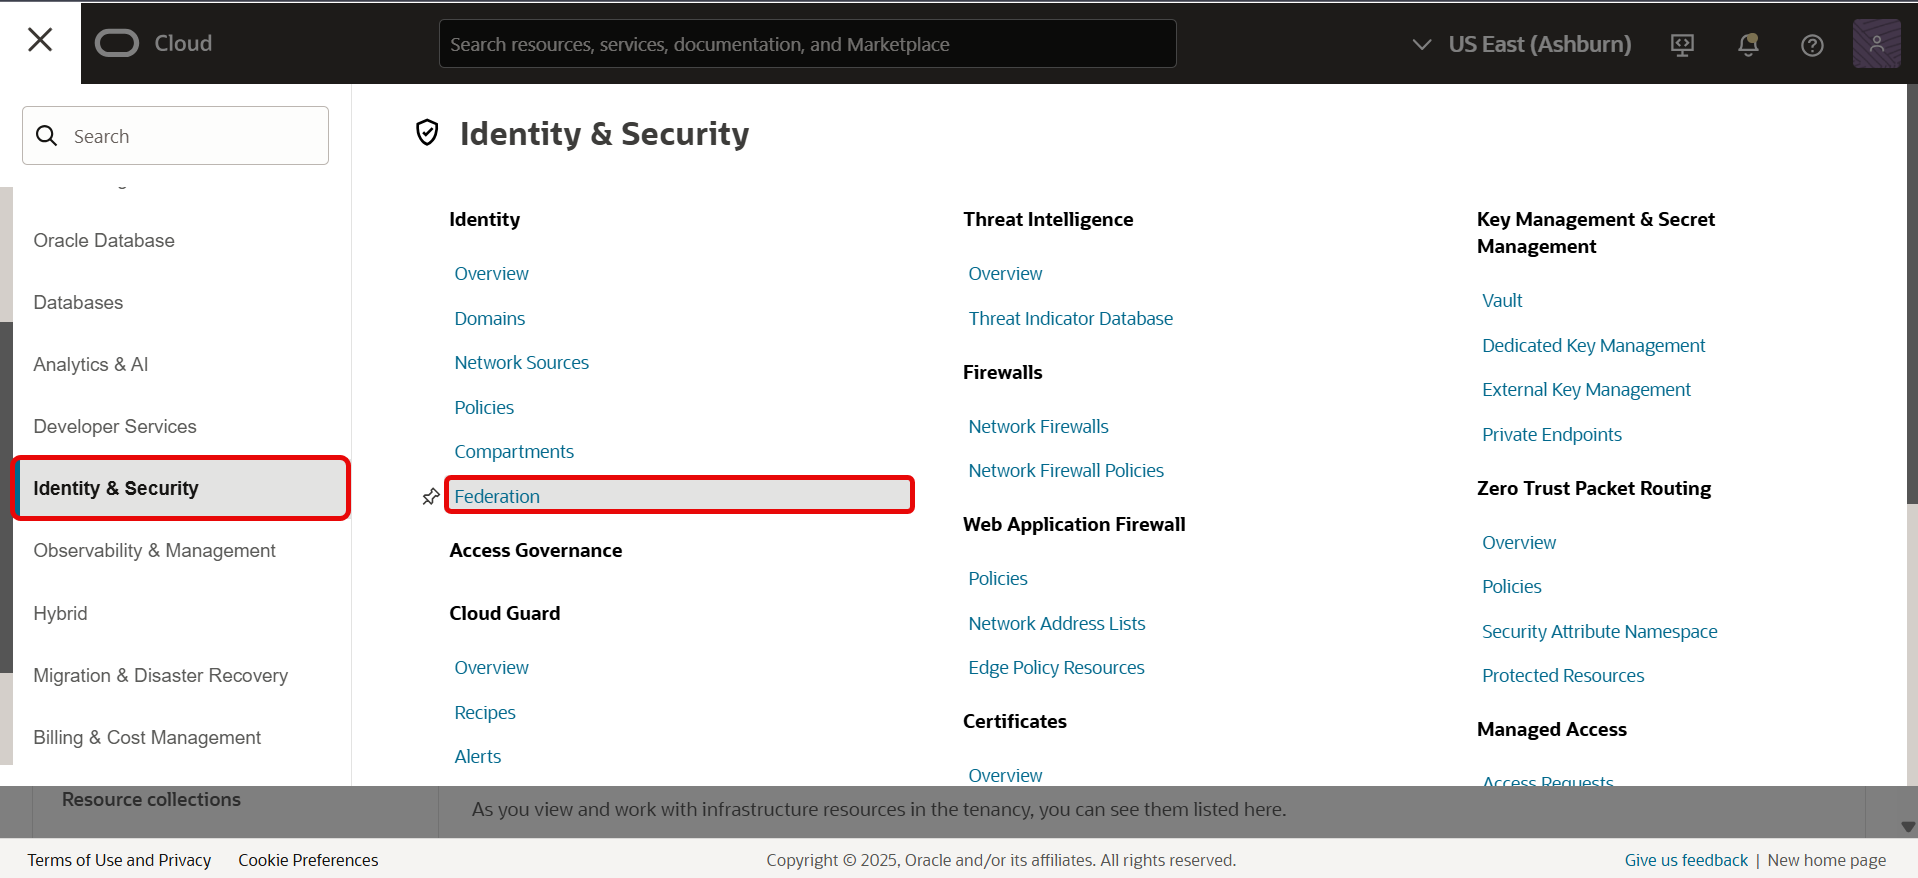 Cloud
Search resources, services, documentation, and Marketplace
US East (Ashburn)
Search
Oracle Database
Databases
Analytics & AI
Developer Services
Identity & Security
Observability & Management
Hybrid
Migration & Disaster Recovery
Billing & Cost Management
Identity & Security
Identity
Overview
Domains
Network Sources
Policies
Compartments
Federation
Access Governance
Cloud Guard
Overview
Recipes
Alerts
Threat Intelligence
Overview
Threat Indicator Database
Firewalls
Network Firewalls
Network Firewall Policies
Web Application Firewall
Policies
Network Address Lists
Edge Policy Resources
Certificates
Overview
Key Management & Secret
Management
Vault
Dedicated Key Management
External Key Management
Private Endpoints
Zero Trust Packet Routing
Overview
Policies
Security Attribute Namespace
Protected Resources
Managed Access
Access Requests
Resource collections
As you view and work with infrastructure resources in the tenancy, you can see them listed here.
Terms of Use and Privacy
Cookie Preferences
Copyright © 2025, Oracle and/or its affiliates. All rights reserved.
Give us feedback | New home page